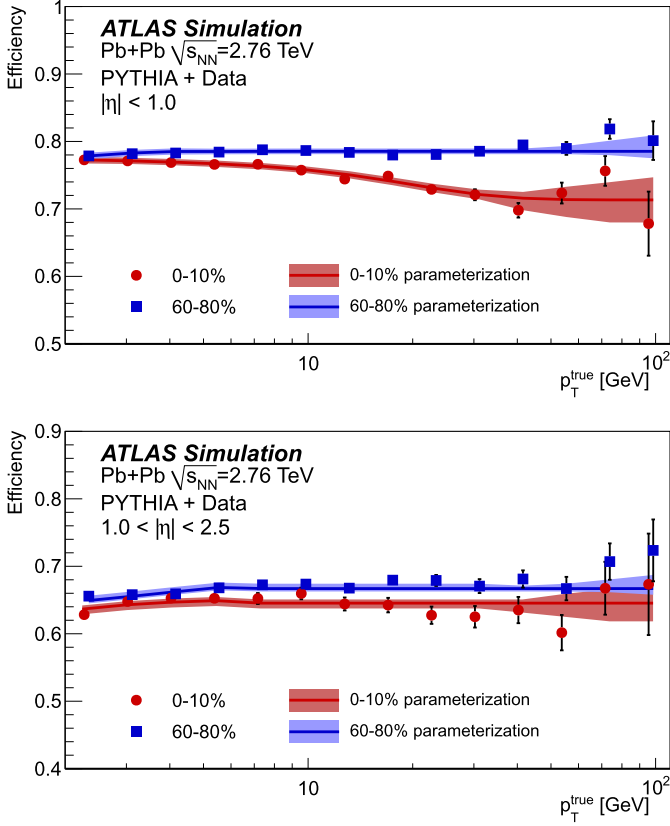 Efficiency
1
0.9
0.8
0.7
0.6
0.5
ATLAS Simulation
Pb+Pb √sNN=2.76 TeV
PYTHIA + Data
|η| < 1.0
0-10%
0-10% parameterization
60-80%
60-80% parameterization
10
10²
pTtrue [GeV]
Efficiency
0.9
0.8
0.7
0.6
0.5
0.4
ATLAS Simulation
Pb+Pb √sNN=2.76 TeV
PYTHIA + Data
1.0 < |η| < 2.5
0-10%
0-10% parameterization
60-80%
60-80% parameterization
10
10²
pTtrue [GeV]